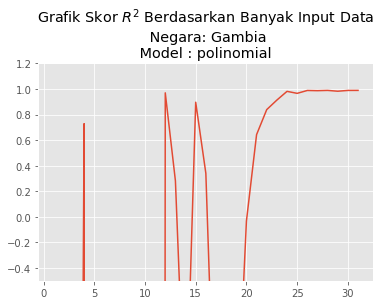 Grafik Skor R² Berdasarkan Banyak Input Data
Negara: Gambia
Model : polinomial
1.2
1.0
0.8
0.6
0.4
0.2
0.0
−0.2
−0.4
0 5 10 15 20 25 30